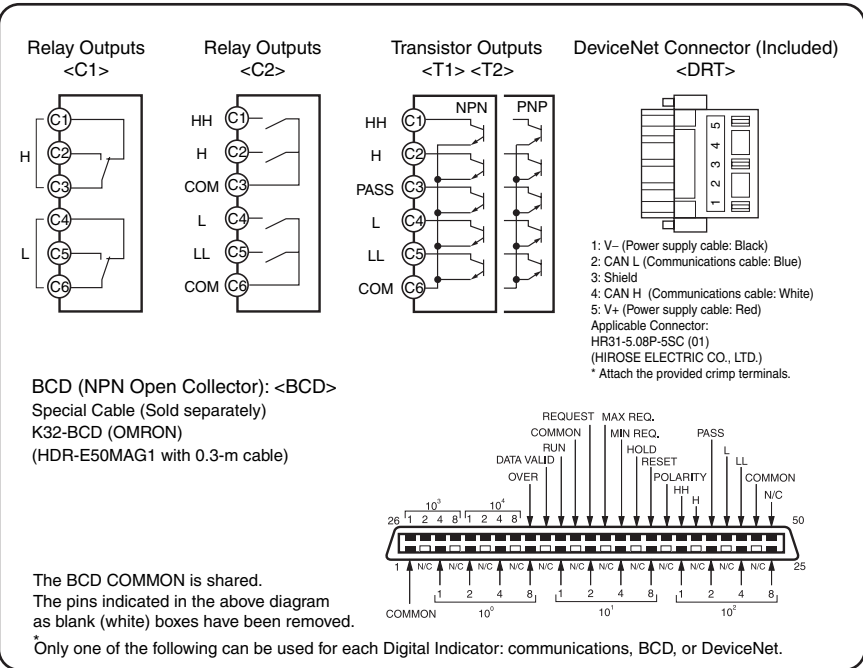 Relay Outputs
<C1>
H
L
C1
C2
C3
C4
C5
C6
Relay Outputs
<C2>
HH
H
COM
L
LL
COM
C1
C2
C3
C4
C5
C6
Transistor Outputs
<T1> <T2>
NPN PNP
HH
H
PASS
L
LL
COM
C1
C2
C3
C4
C5
C6
DeviceNet Connector (Included)
<DRT>
1 2 3 4 5
1: V– (Power supply cable: Black)
2: CAN L (Communications cable: Blue)
3: Shield
4: CAN H (Communications cable: White)
5: V+ (Power supply cable: Red)
Applicable Connector:
HR31-5.08P-5SC (01)
(HIROSE ELECTRIC CO., LTD.)
* Attach the provided crimp terminals.
BCD (NPN Open Collector): <BCD>
Special Cable (Sold separately)
K32-BCD (OMRON)
(HDR-E50MAG1 with 0.3-m cable)
REQUEST MAX REQ.
COMMON MIN REQ. PASS
RUN HOLD L
DATA VALID RESET LL
OVER POLARITY COMMON
HH
H N/C
10³ 10⁴
26 1 2 4 8 1 2 4 8 50
1 N/C N/C N/C N/C N/C N/C N/C N/C N/C N/C N/C N/C 25
1 2 4 8 1 2 4 8 1 2 4 8
COMMON 10⁰ 10¹ 10²
The BCD COMMON is shared.
The pins indicated in the above diagram
as blank (white) boxes have been removed.
*Only one of the following can be used for each Digital Indicator: communications, BCD, or DeviceNet.